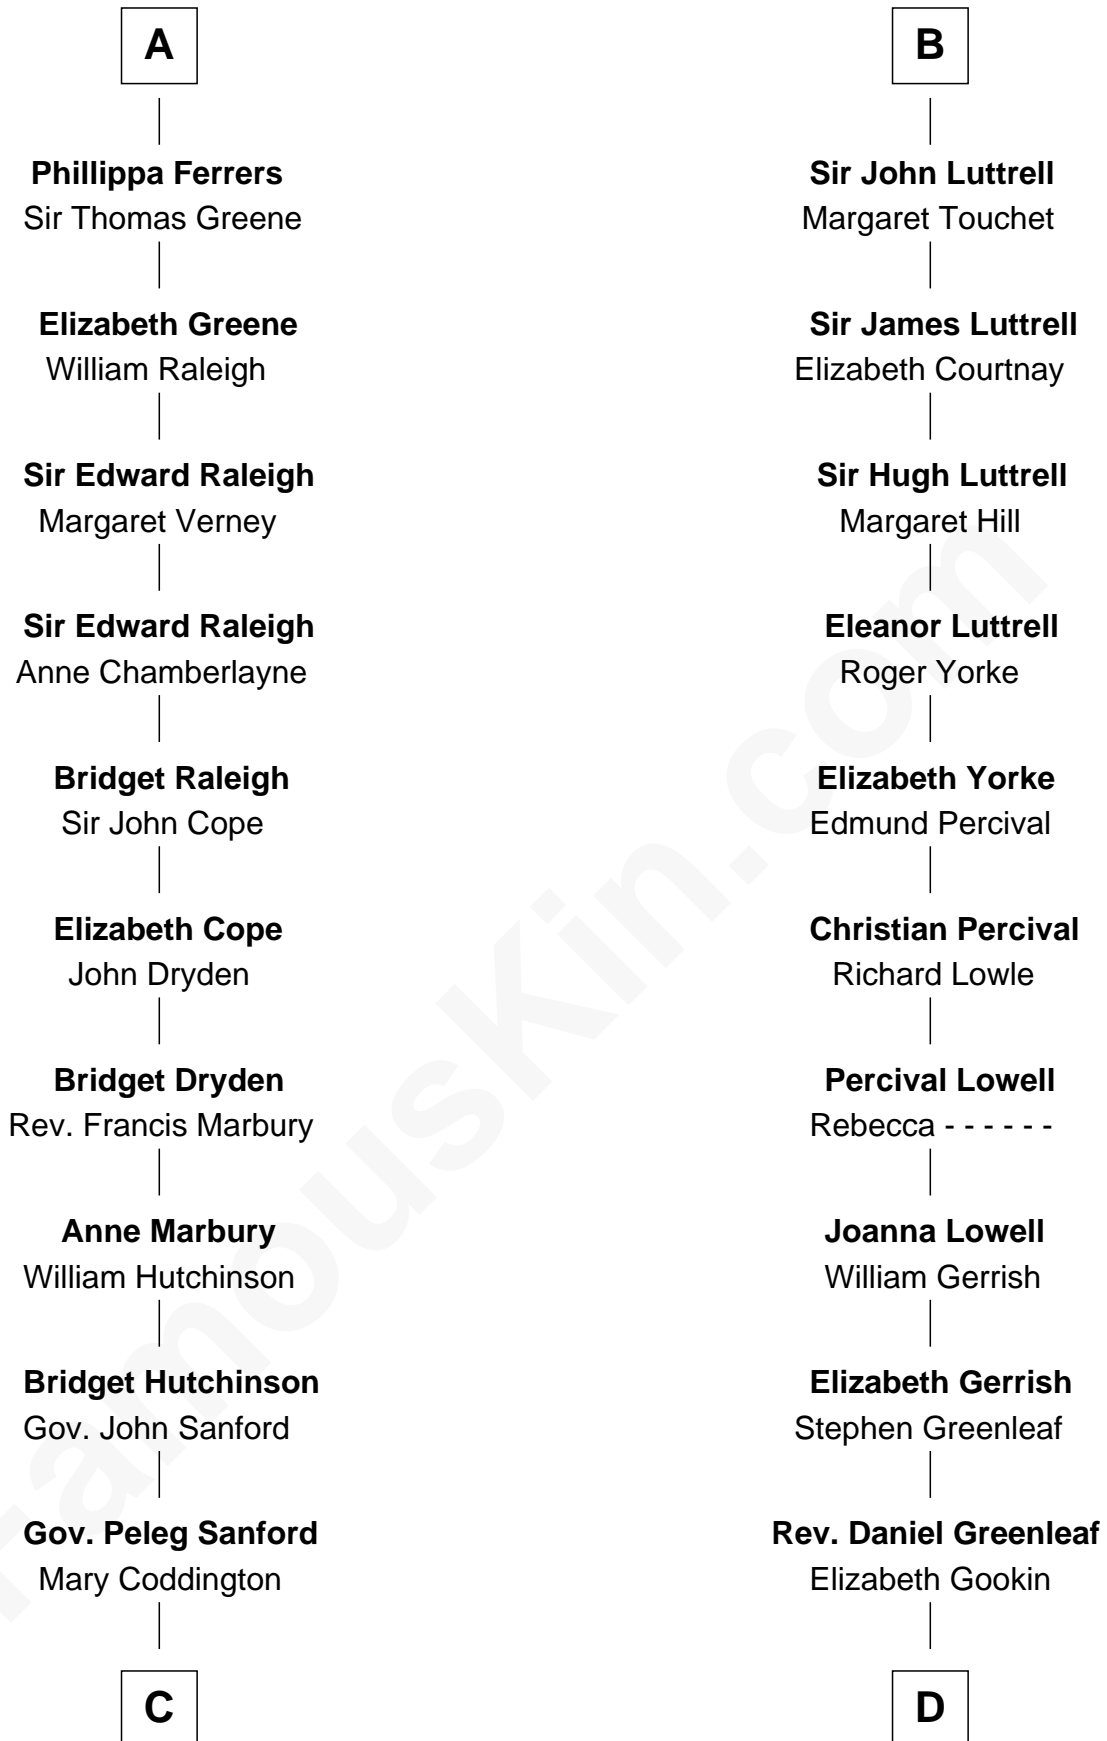 A
Phillippa Ferrers
Sir Thomas Greene
Elizabeth Greene
William Raleigh
Sir Edward Raleigh
Margaret Verney
Sir Edward Raleigh
Anne Chamberlayne
Bridget Raleigh
Sir John Cope
Elizabeth Cope
John Dryden
Bridget Dryden
Rev. Francis Marbury
Anne Marbury
William Hutchinson
Bridget Hutchinson
Gov. John Sanford
Gov. Peleg Sanford
Mary Coddington
C
B
Sir John Luttrell
Margaret Touchet
Sir James Luttrell
Elizabeth Courtnay
Sir Hugh Luttrell
Margaret Hill
Eleanor Luttrell
Roger Yorke
Elizabeth Yorke
Edmund Percival
Christian Percival
Richard Lowle
Percival Lowell
Rebecca - - - - - -
Joanna Lowell
William Gerrish
Elizabeth Gerrish
Stephen Greenleaf
Rev. Daniel Greenleaf
Elizabeth Gookin
D
FamousKin.com